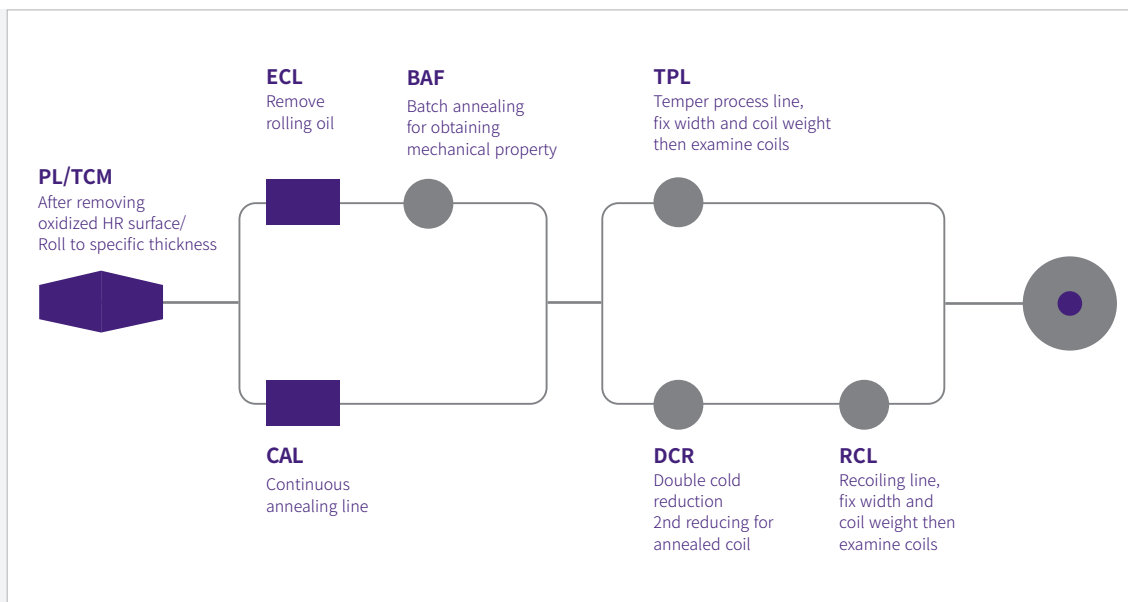 PL/TCM
After removing
oxidized HR surface/
Roll to specific thickness
ECL
Remove
rolling oil
BAF
Batch annealing
for obtaining
mechanical property
CAL
Continuous
annealing line
TPL
Temper process line,
fix width and coil weight
then examine coils
DCR
Double cold
reduction
2nd reducing for
annealed coil
RCL
Recoiling line,
fix width and
coil weight then
examine coils